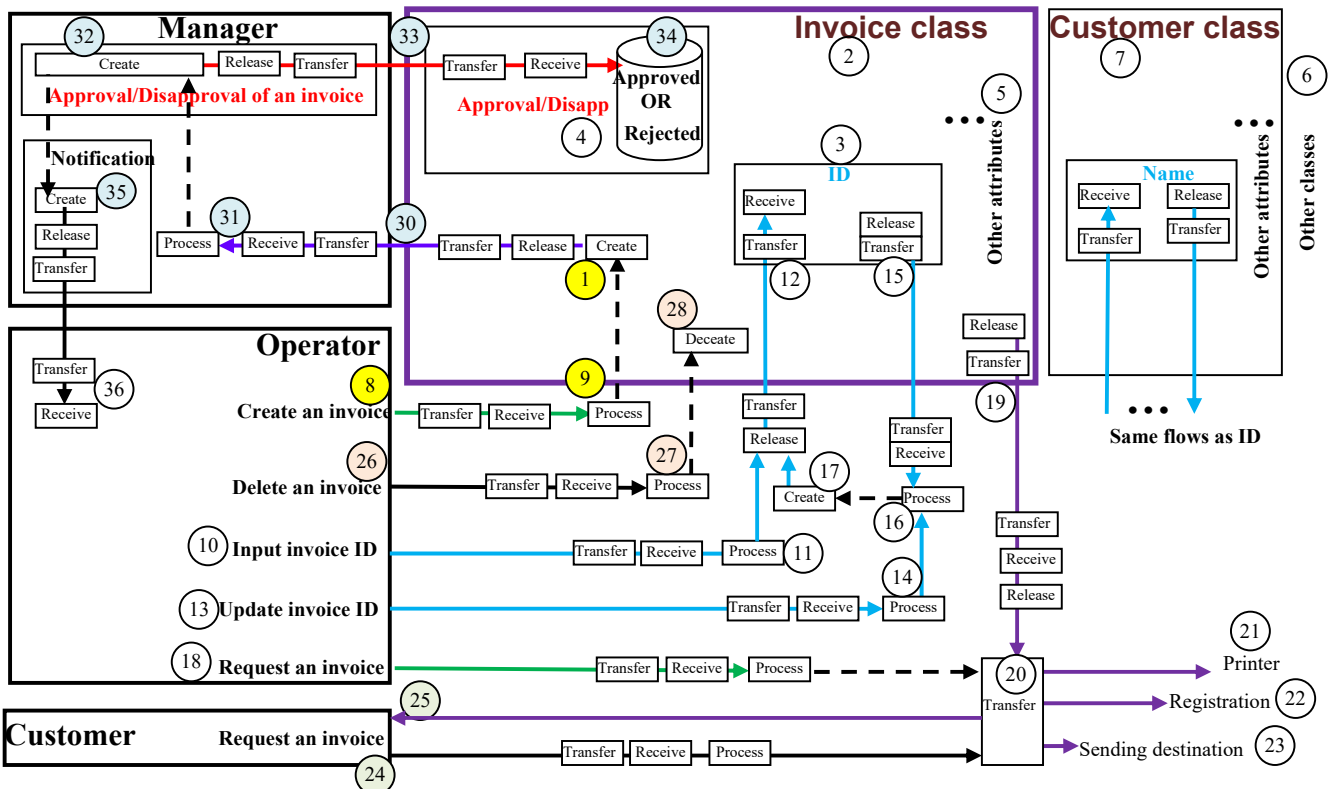 Manager
32
Create
Release
Transfer
Approval/Disapproval of an invoice
Notification
Create
35
Release
Transfer
31
Process
Receive
Transfer
30
33
Invoice class
2
Transfer
Receive
34
Approved
OR
Rejected
Approval/Disapp
4
Transfer
Release
Create
1
3
ID
Receive
Transfer
12
Release
Transfer
15
5
Other attributes
Customer class
7
6
Name
Receive
Transfer
Release
Transfer
Other attributes
Other classes
Same flows as ID
28
Deceate
Release
Transfer
19
Operator
Transfer
Receive
36
8
Create an invoice
Transfer
Receive
9
Process
26
Delete an invoice
Transfer
Receive
27
Process
10
Input invoice ID
Transfer
Receive
Process
11
Transfer
Release
17
Create
Transfer
Receive
Process
16
13
Update invoice ID
Transfer
Receive
14
Process
Transfer
Receive
Release
18
Request an invoice
Transfer
Receive
Process
20
Transfer
21
Printer
Registration
22
Sending destination
23
25
Customer
Request an invoice
24
Transfer
Receive
Process